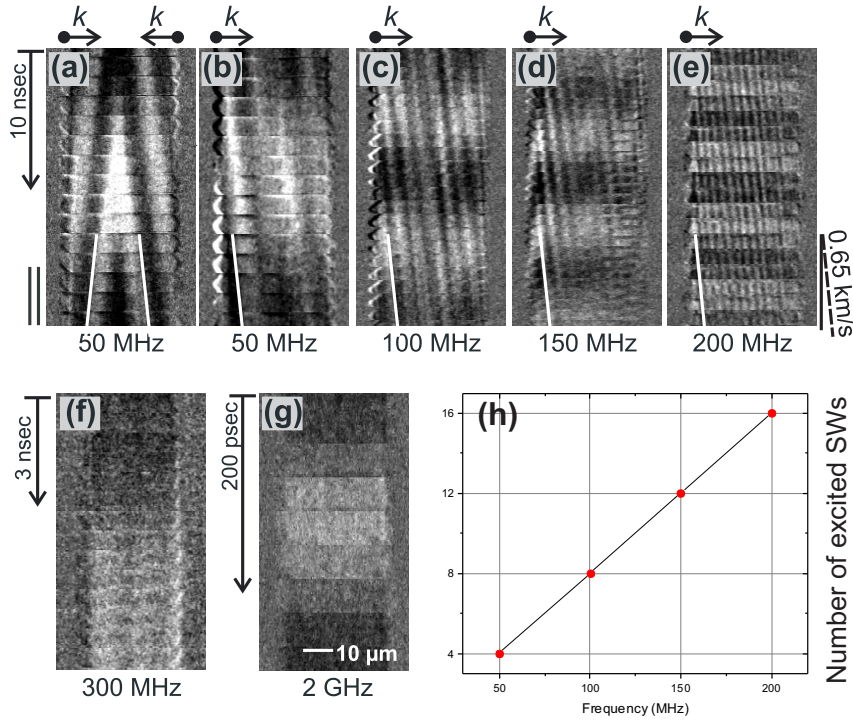 k k k k k k
(a) (b) (c) (d) (e)
10 nsec
0.65 km/s
50 MHz 50 MHz 100 MHz 150 MHz 200 MHz
(f) (g) (h)
3 nsec
200 psec
10 µm
300 MHz 2 GHz
16
12
8
4
50 100 150 200
Frequency (MHz)
Number of excited SWs